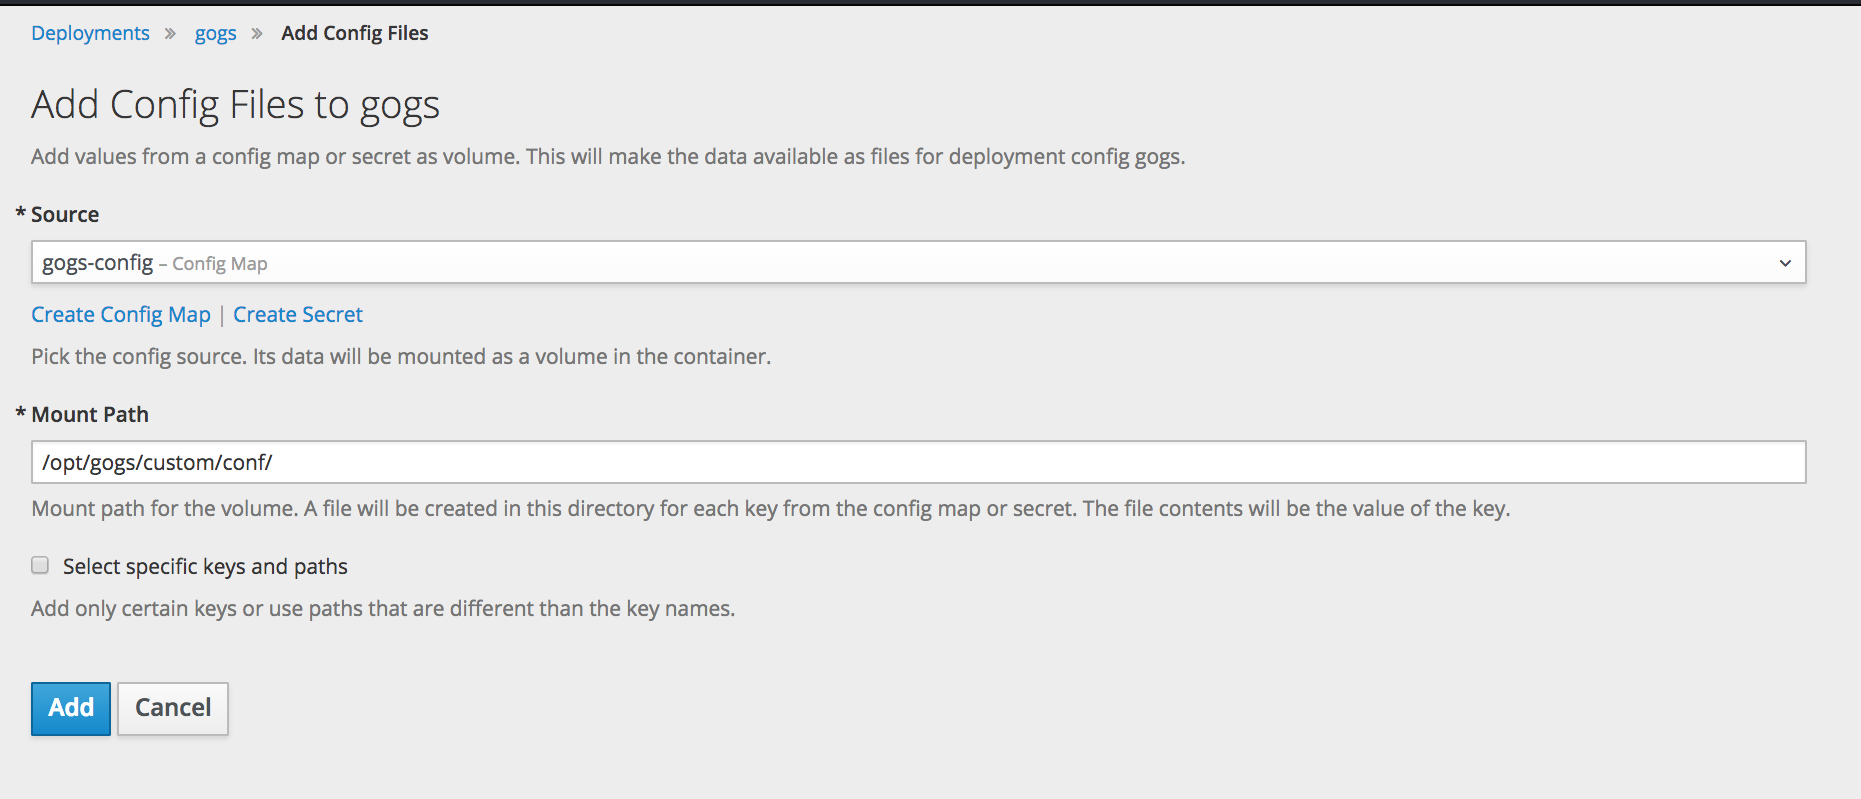 Deployments » gogs » Add Config Files
Add Config Files to gogs
Add values from a config map or secret as volume. This will make the data available as files for deployment config gogs.
* Source
gogs-config – Config Map
Create Config Map | Create Secret
Pick the config source. Its data will be mounted as a volume in the container.
* Mount Path
/opt/gogs/custom/conf/
Mount path for the volume. A file will be created in this directory for each key from the config map or secret. The file contents will be the value of the key.
Select specific keys and paths
Add only certain keys or use paths that are different than the key names.
Add Cancel